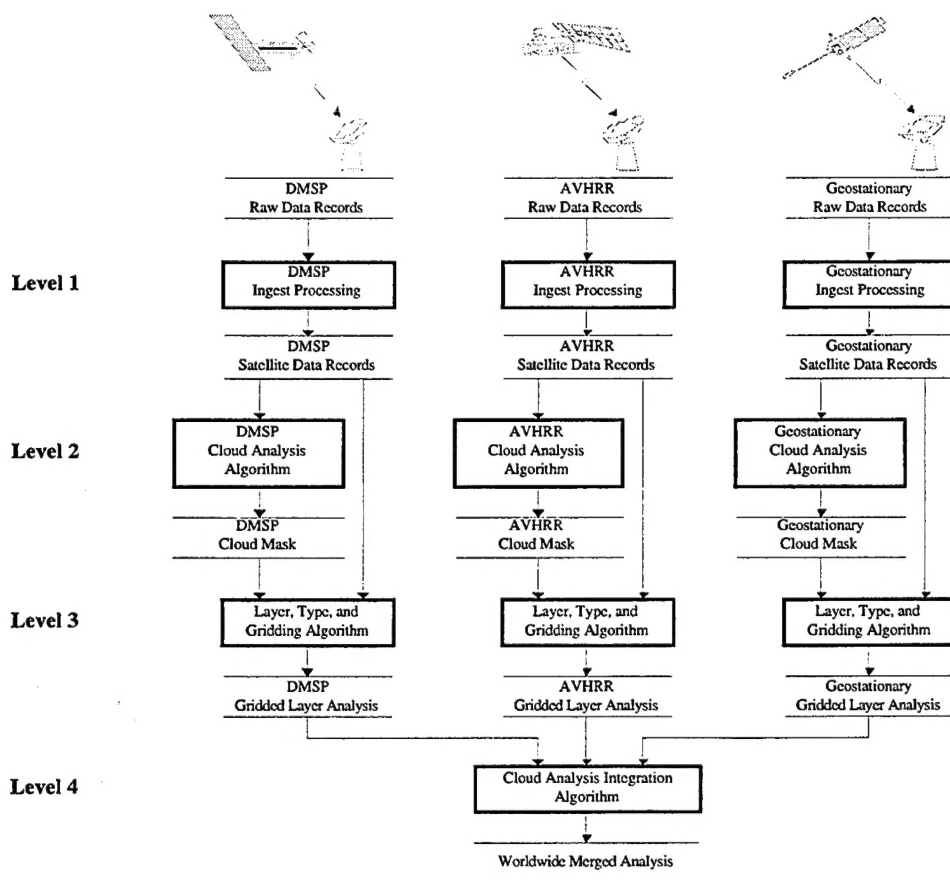 DMSP
Raw Data Records
AVHRR
Raw Data Records
Geostationary
Raw Data Records
Level 1
DMSP
Ingest Processing
AVHRR
Ingest Processing
Geostationary
Ingest Processing
DMSP
Satellite Data Records
AVHRR
Satellite Data Records
Geostationary
Satellite Data Records
Level 2
DMSP
Cloud Analysis
Algorithm
AVHRR
Cloud Analysis
Algorithm
Geostationary
Cloud Analysis
Algorithm
DMSP
Cloud Mask
AVHRR
Cloud Mask
Geostationary
Cloud Mask
Level 3
Layer, Type, and
Gridding Algorithm
Layer, Type, and
Gridding Algorithm
Layer, Type, and
Gridding Algorithm
DMSP
Gridded Layer Analysis
AVHRR
Gridded Layer Analysis
Geostationary
Gridded Layer Analysis
Level 4
Cloud Analysis Integration
Algorithm
Worldwide Merged Analysis